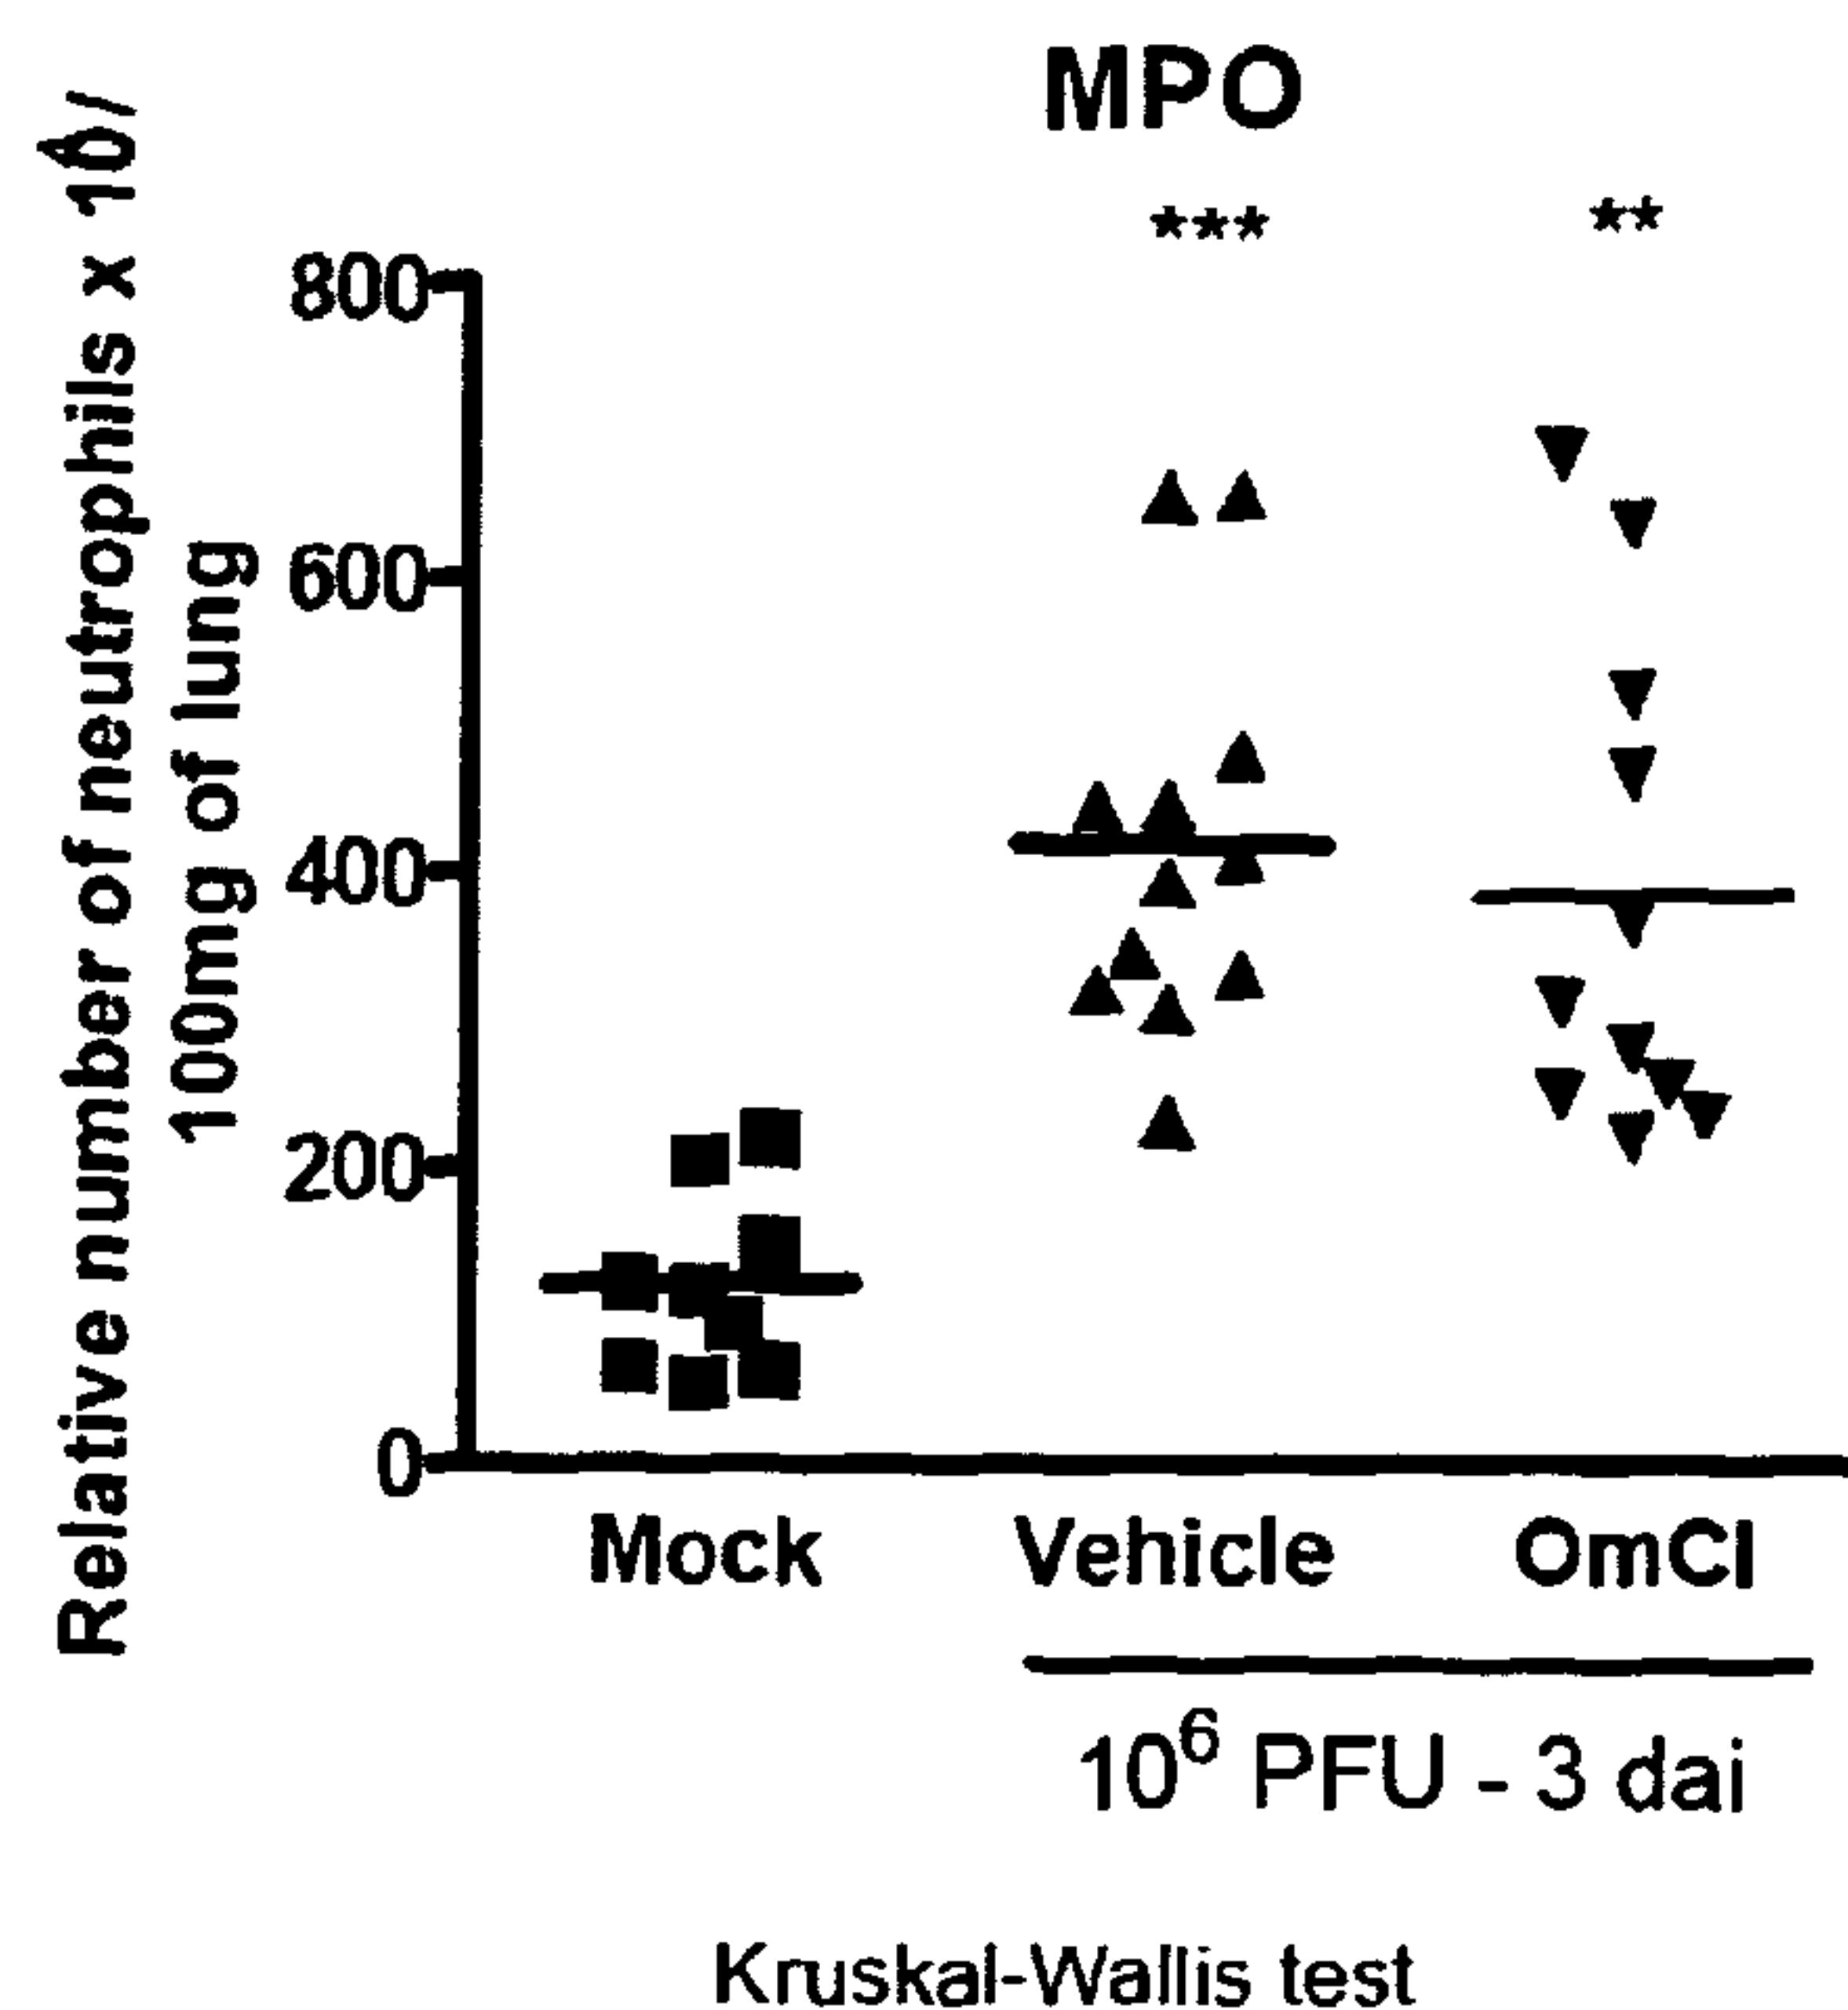 MPO
*** **
Relative number of neutrophils x 10⁴/
100mg of lung
800
600
400
200
0
Mock Vehicle OmCI
10⁶ PFU - 3 dai
Kruskal-Wallis test